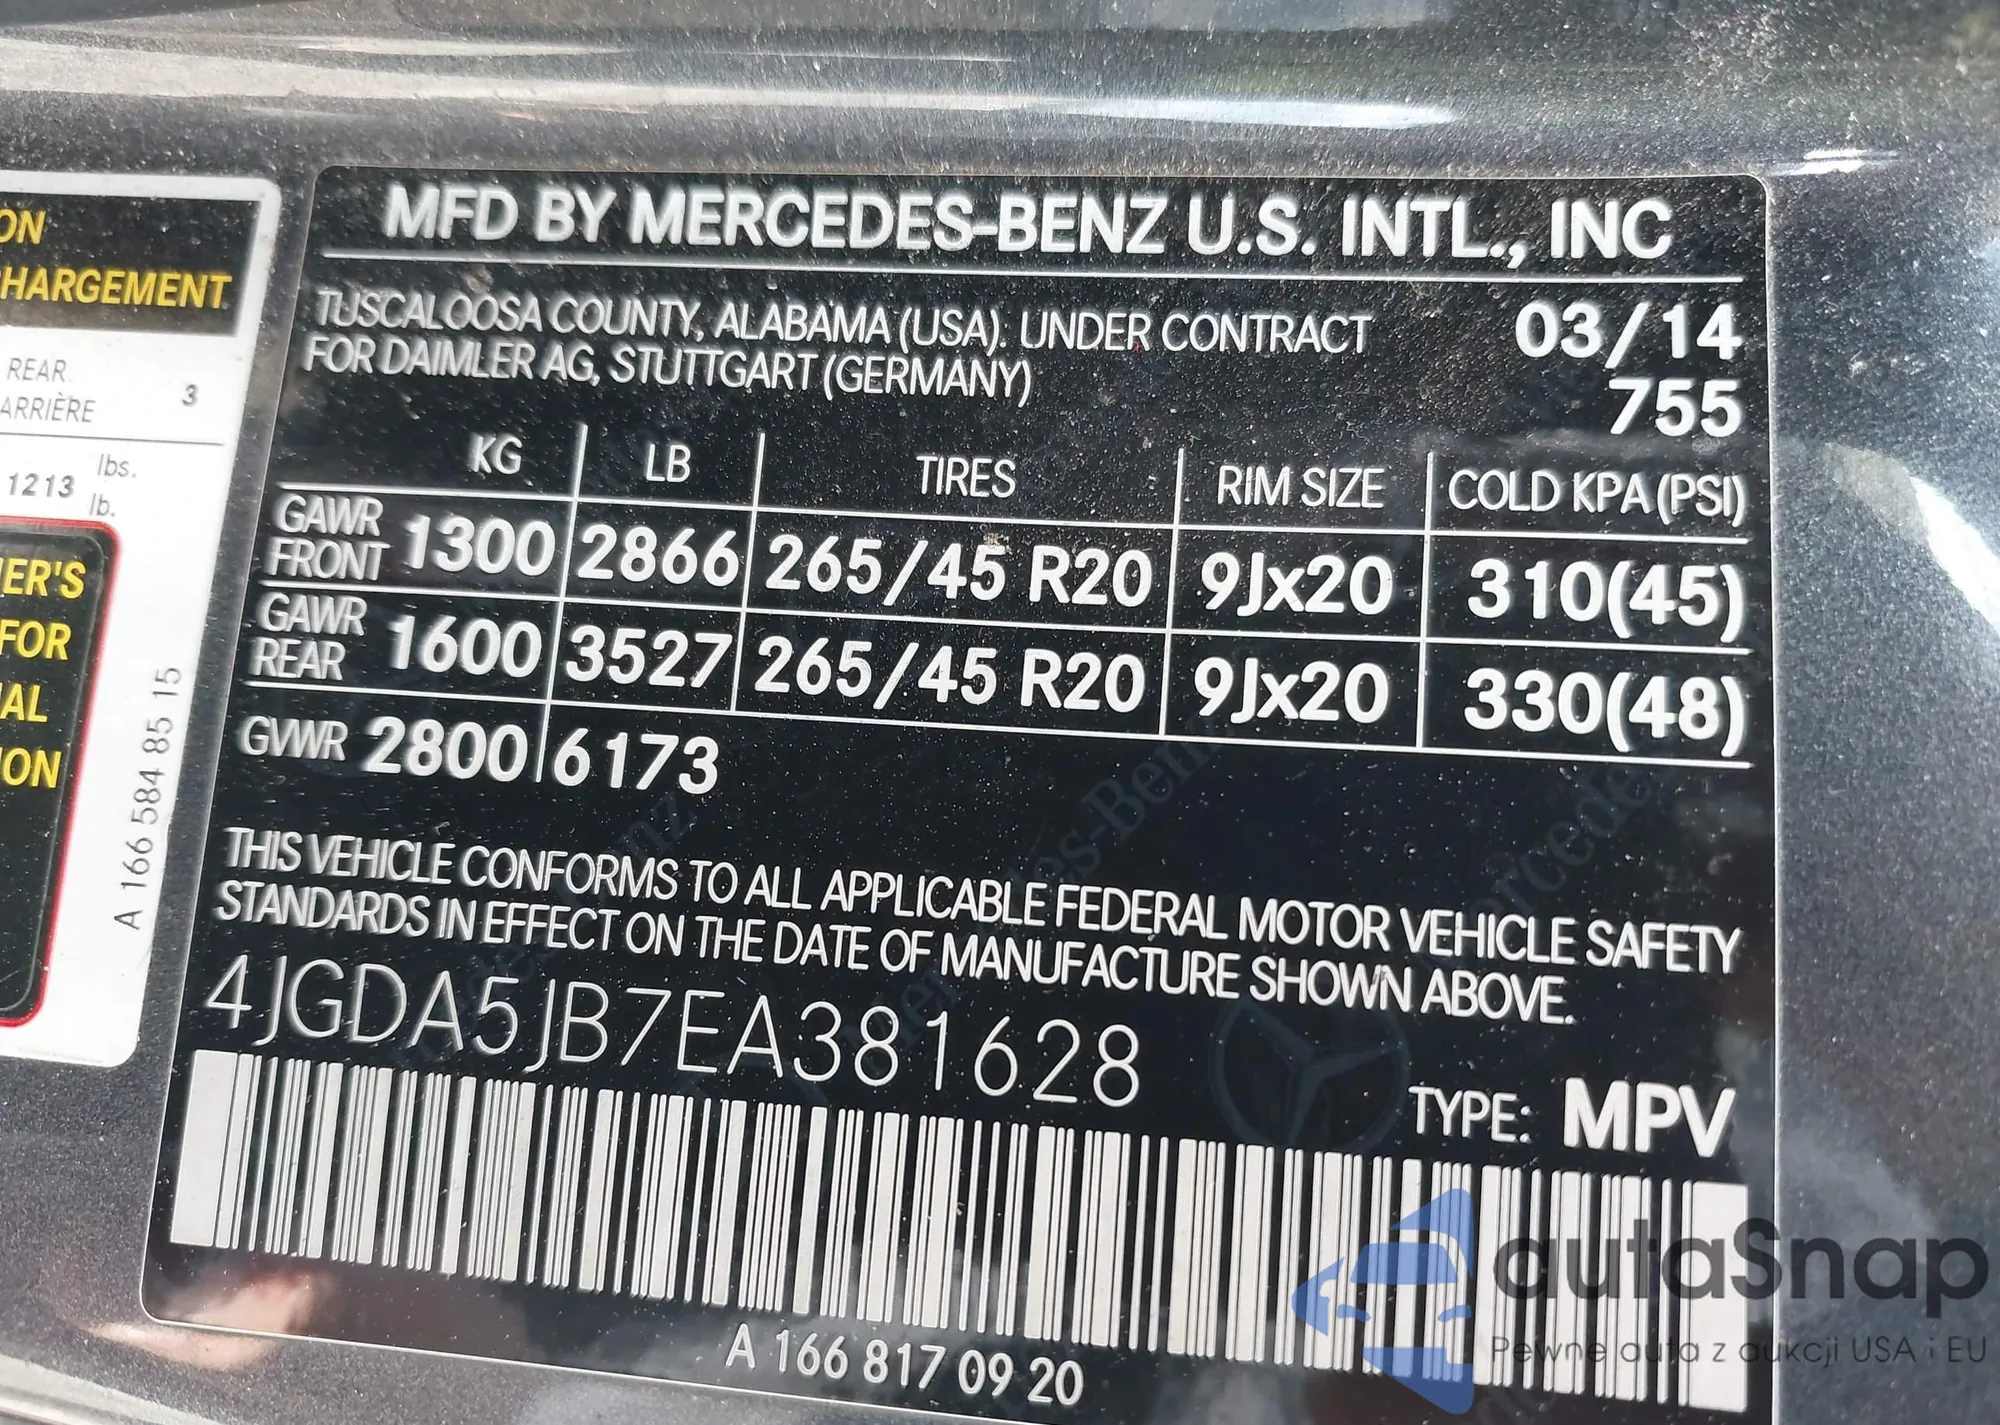 ON
HARGEMENT
REAR
ARRIÈRE 3
1213 lbs.
lb.
ER'S
FOR
AL
ION
A 166 584 85 15
MFD BY MERCEDES-BENZ U.S. INTL., INC
TUSCALOOSA COUNTY, ALABAMA (USA). UNDER CONTRACT 03/14
FOR DAIMLER AG, STUTTGART (GERMANY) 755
KG LB TIRES RIM SIZE COLD KPA (PSI)
GAWR FRONT 1300 2866 265/45 R20 9Jx20 310(45)
GAWR REAR 1600 3527 265/45 R20 9Jx20 330(48)
GVWR 2800 6173
THIS VEHICLE CONFORMS TO ALL APPLICABLE FEDERAL MOTOR VEHICLE SAFETY
STANDARDS IN EFFECT ON THE DATE OF MANUFACTURE SHOWN ABOVE.
4JGDA5JB7EA381628
TYPE: MPV
A 166 817 09 20
autaSnap
Pewne auta z aukcji USA i EU